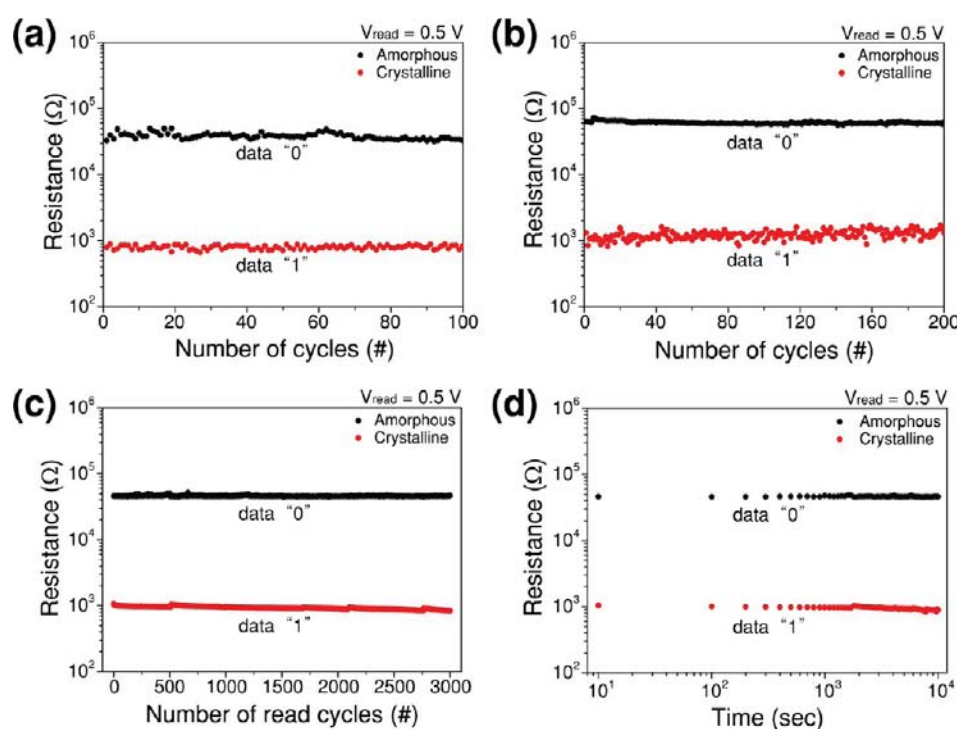 (a)
V_read = 0.5 V
Amorphous
Crystalline
Resistance (Ω)
10^6
10^5
10^4
10^3
10^2
data “0”
data “1”
0 20 40 60 80 100
Number of cycles (#)
(b)
V_read = 0.5 V
Amorphous
Crystalline
Resistance (Ω)
10^6
10^5
10^4
10^3
10^2
data “0”
data “1”
0 40 80 120 160 200
Number of cycles (#)
(c)
V_read = 0.5 V
Amorphous
Crystalline
Resistance (Ω)
10^6
10^5
10^4
10^3
10^2
data “0”
data “1”
0 500 1000 1500 2000 2500 3000
Number of read cycles (#)
(d)
V_read = 0.5 V
Amorphous
Crystalline
Resistance (Ω)
10^6
10^5
10^4
10^3
10^2
data “0”
data “1”
10^1 10^2 10^3 10^4
Time (sec)